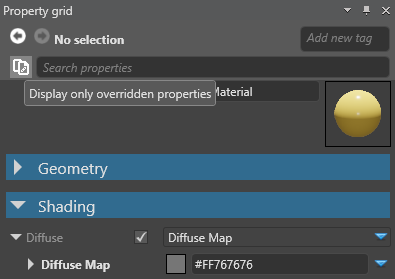 Property grid
No selection
Add new tag
Search properties
Display only overridden properties
Material
Geometry
Shading
Diffuse
Diffuse Map
Diffuse Map
#FF767676